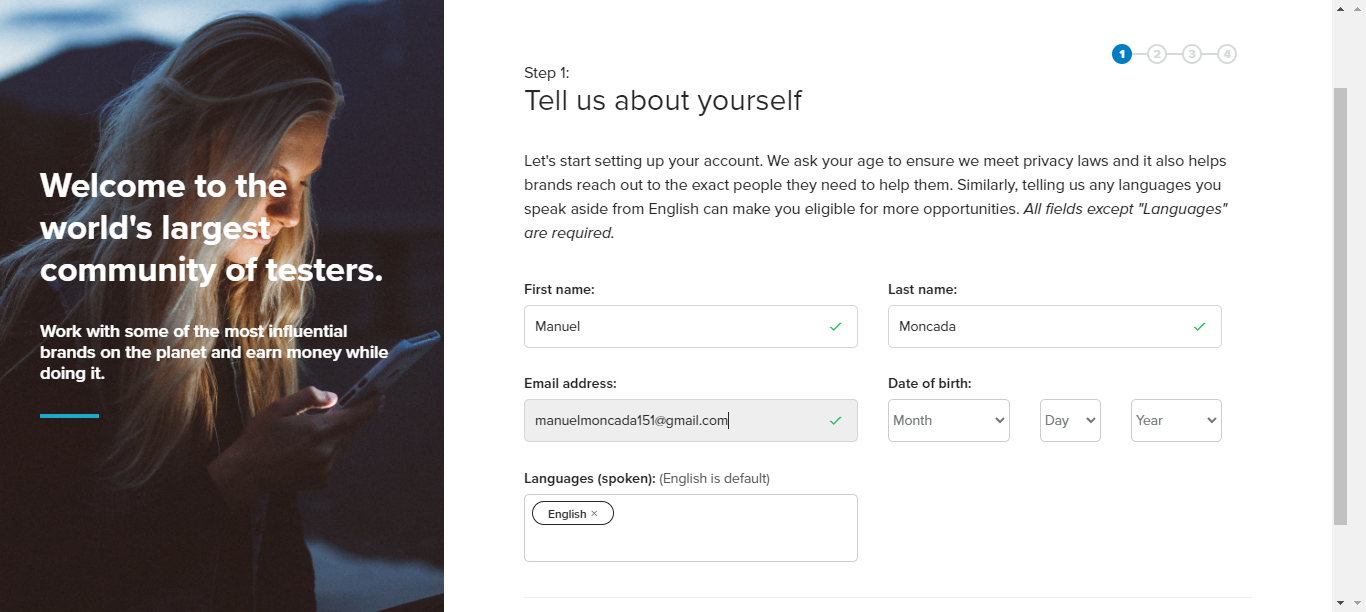 Welcome to the
world's largest
community of testers.
Work with some of the most influential
brands on the planet and earn money while
doing it.
1 2 3 4
Step 1:
Tell us about yourself
Let's start setting up your account. We ask your age to ensure we meet privacy laws and it also helps
brands reach out to the exact people they need to help them. Similarly, telling us any languages you
speak aside from English can make you eligible for more opportunities. All fields except "Languages"
are required.
First name: Last name:
Manuel Moncada
Email address: Date of birth:
manuelmoncada151@gmail.com Month Day Year
Languages (spoken): (English is default)
English ×